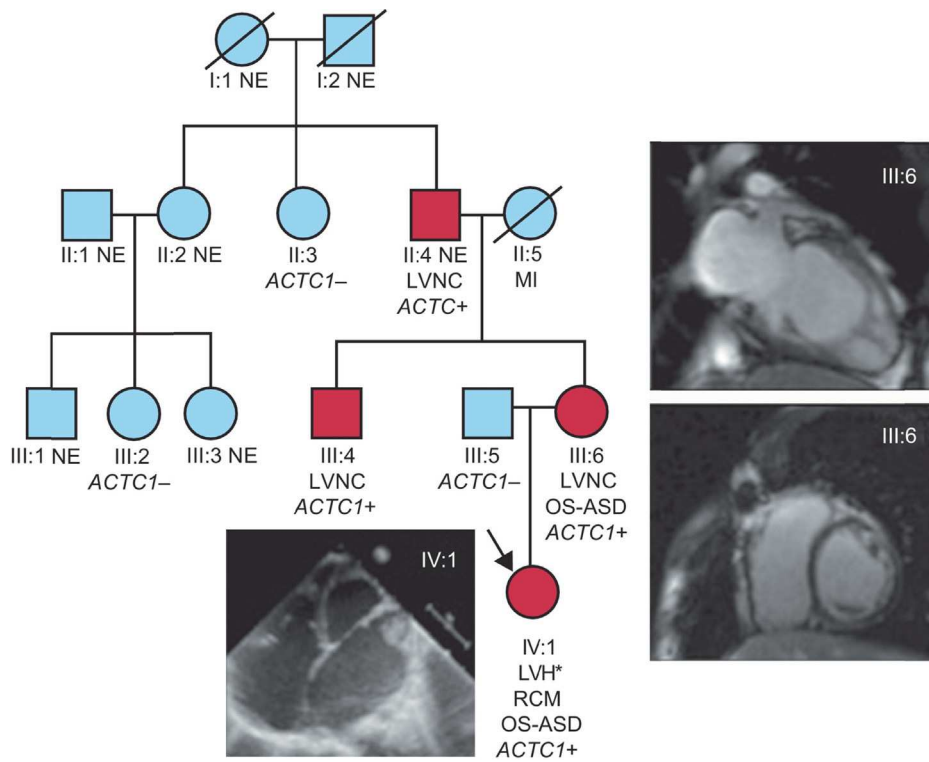 I:1 NE
I:2 NE
III:6
II:1 NE
II:2 NE
II:3
ACTC1–
II:4 NE
LVNC
ACTC+
II:5
MI
III:1 NE
III:2
ACTC1–
III:3 NE
III:4
LVNC
ACTC1+
III:5
ACTC1–
III:6
LVNC
OS-ASD
ACTC1+
III:6
IV:1
IV:1
LVH*
RCM
OS-ASD
ACTC1+